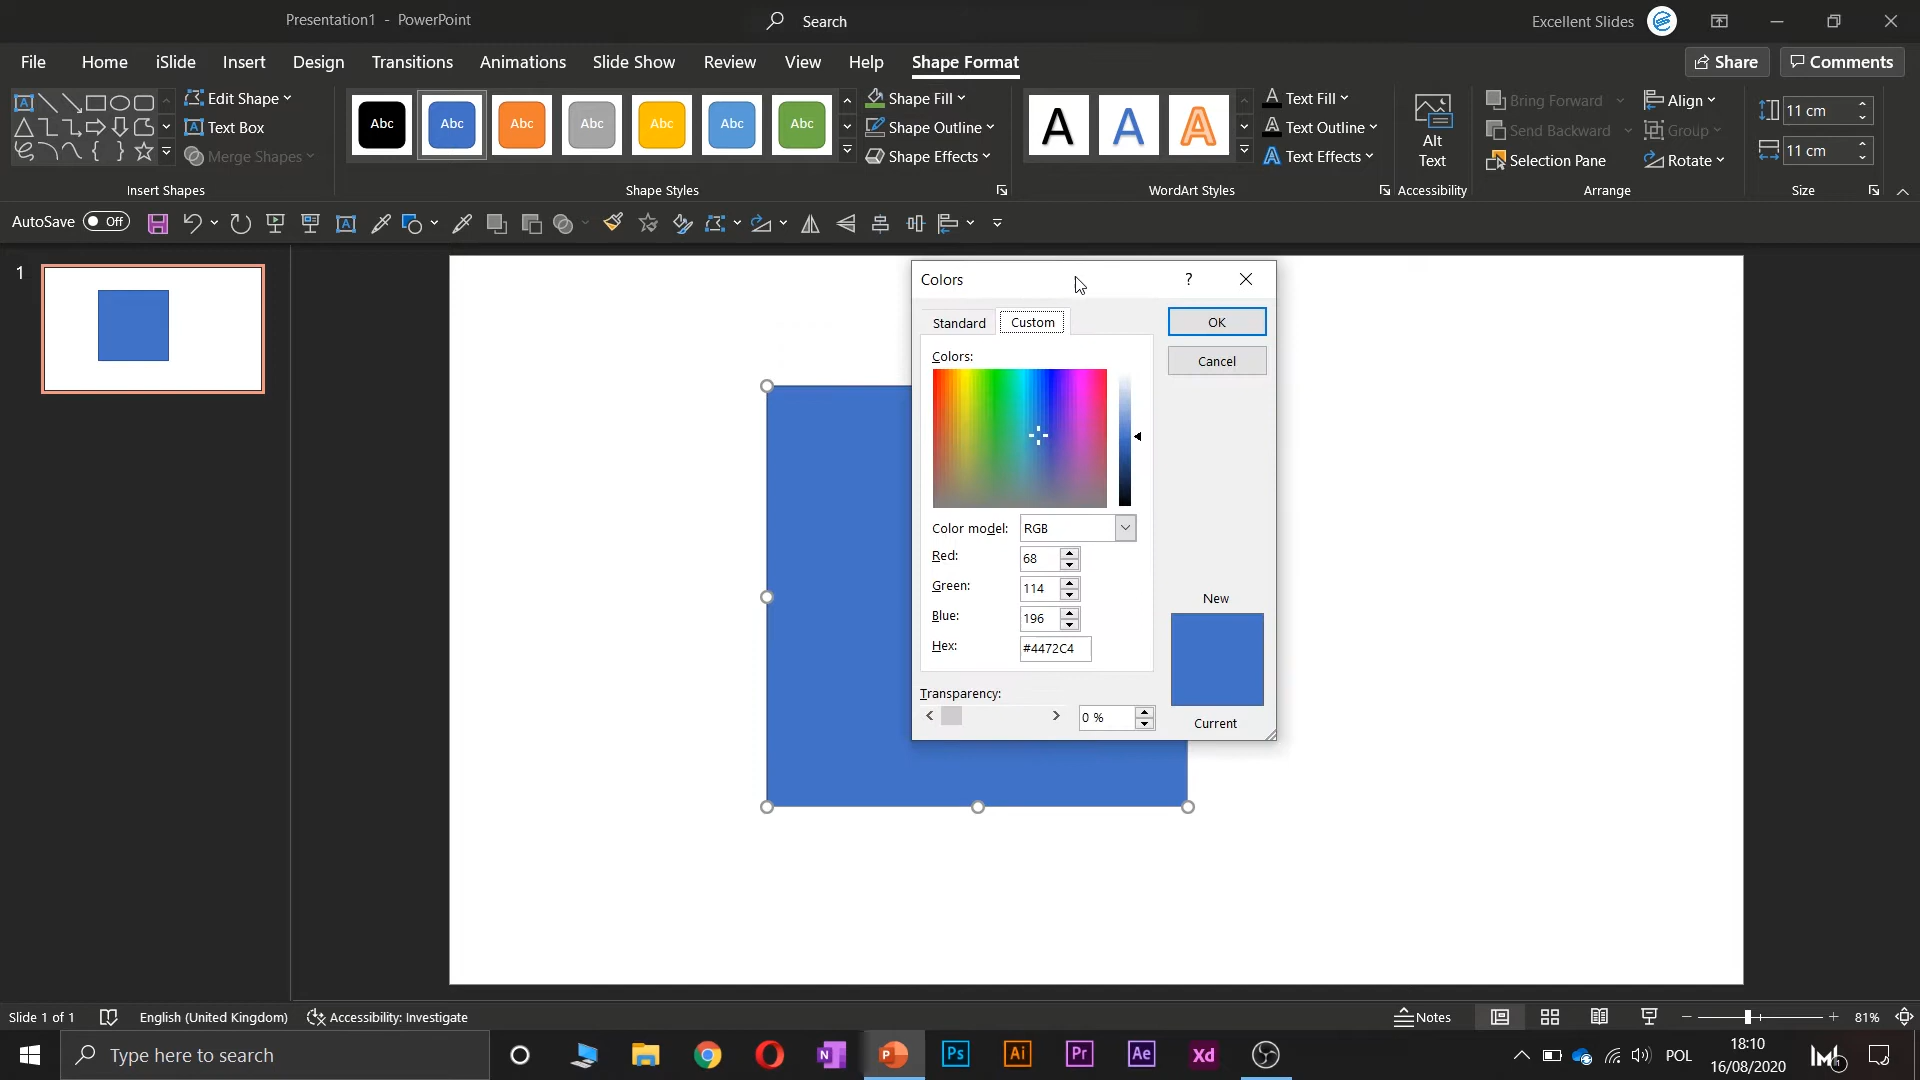 Presentation1 - PowerPoint
Search
Excellent Slides
File Home iSlide Insert Design Transitions Animations Slide Show Review View Help Shape Format
Share
Comments
Edit Shape
Text Box
Merge Shapes
Insert Shapes
Abc Abc Abc Abc Abc Abc Abc
Shape Fill
Shape Outline
Shape Effects
Shape Styles
A A A
Text Fill
Text Outline
Text Effects
WordArt Styles
Alt
Text
Accessibility
Bring Forward
Send Backward
Selection Pane
Align
Group
Rotate
Arrange
11 cm
11 cm
Size
AutoSave Off
1
Colors
?
Standard
Custom
OK
Cancel
Colors:
Color model: RGB
Red: 68
Green: 114
Blue: 196
Hex: #4472C4
Transparency:
0 %
New
Current
Slide 1 of 1
English (United Kingdom)
Accessibility: Investigate
Notes
81%
Type here to search
Ps Ai Pr Ae Xd
POL
18:10
16/08/2020